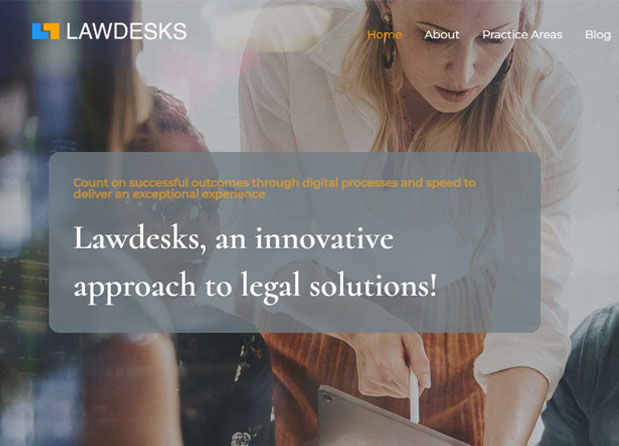 LAWDESKS
Home About Practice Areas Blog
Count on successful outcomes through digital processes and speed to
deliver an exceptional experience
Lawdesks, an innovative
approach to legal solutions!